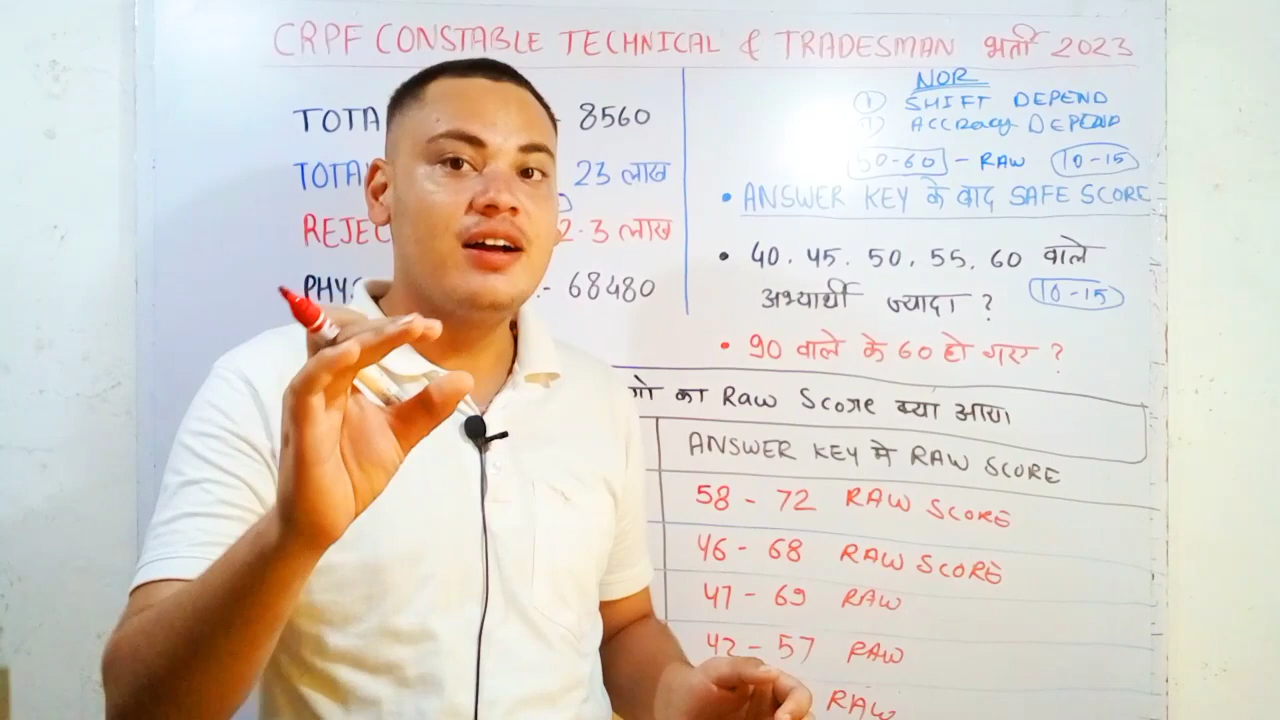 CRPF CONSTABLE TECHNICAL & TRADESMAN भर्ती 2023
TOTA 8560
TOTA 23 लाख
REJEC 2.3 लाख
PHY - 68480
NOR
① SHIFT DEPEND
ACCRacy DEPEND
50-60 - RAW 10-15
• ANSWER KEY के बाद SAFE SCORE
• 40, 45, 50, 55, 60 वाले
अभ्यार्थी ज्यादा ? 10-15
• 90 वाले के 60 हो गए ?
गो का Raw Score क्या आया
ANSWER KEY मे RAW SCORE
58 - 72 RAW SCORE
46 - 68 RAW SCORE
47 - 69 RAW
42 - 57 RAW
RAW